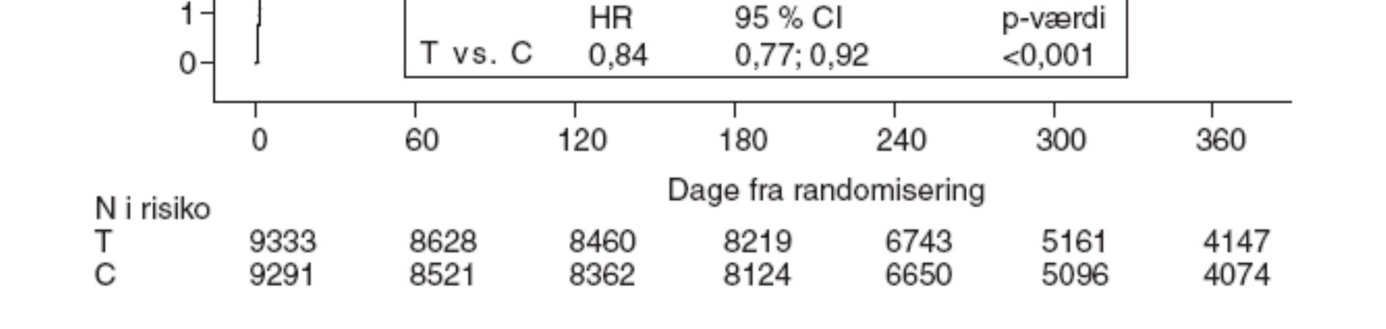 1
HR 95 % CI p-værdi
T vs. C 0,84 0,77; 0,92 <0,001
0
0 60 120 180 240 300 360
Dage fra randomisering
N i risiko
T 9333 8628 8460 8219 6743 5161 4147
C 9291 8521 8362 8124 6650 5096 4074